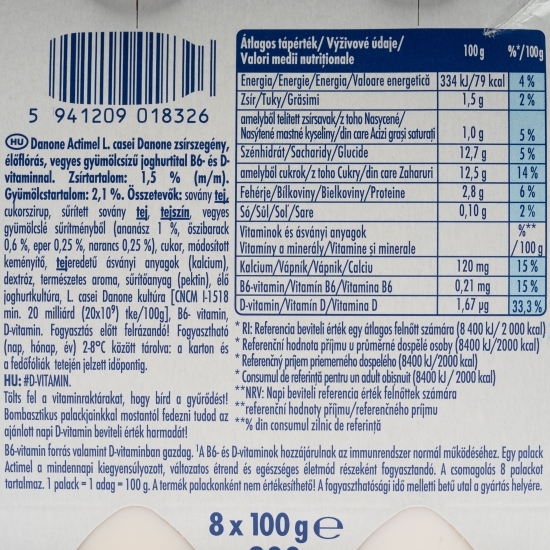 5 941209 018326
HU Danone Actimel L. casei Danone zsírszegény,
élőflórás, vegyes gyümölcsízű joghurtital B6- és D-
vitaminnal. Zsírtartalom: 1,5 % (m/m).
Gyümölcstartalom: 2,1 %. Összetevők: sovány tej,
cukorszirup, sűrített sovány tej, tejszín, vegyes
gyümölcslé sűrítményből (ananász 1 %, őszibarack
0,6 %, eper 0,25 %, narancs 0,25 %), cukor, módosított
keményítő, tejeredetű ásványi anyagok (kalcium),
dextróz, természetes aroma, sűrítőanyag (pektin), élő
joghurtkultúra, L. casei Danone kultúra [CNCM I-1518
min. 20 milliárd (20x10⁹) tke/100g], B6- vitamin,
D-vitamin. Fogyasztás előtt felrázandó! Fogyasztható
(nap, hónap, év) 2-8°C között tárolva: a karton és
a fedőfóliák tetején jelzett időpontig.
HU: #D-VITAMIN.
Tölts fel a vitaminraktárakat, hogy bírd a gyűrődést!
Bombasztikus palackjainkkal mostantól fedezni tudod az
ajánlott napi D-vitamin beviteli érték harmadát!
Átlagos tápérték/ Výživové údaje/
Valori medii nutriționale 100 g %*/100g
Energia/Energie/Energia/Valoare energetică 334 kJ/79 kcal 4 %
Zsír/Tuky/Grăsimi 1,5 g 2 %
amelyből telített zsírsavak/z toho Nasycené/
Nasýtené mastné kyseliny/din care Acizi grași saturați 1,0 g 5 %
Szénhidrát/Sacharidy/Glucide 12,7 g 5 %
amelyből cukrok/z toho Cukry/din care Zaharuri 12,5 g 14 %
Fehérje/Bílkoviny/Bielkoviny/Proteine 2,8 g 6 %
Só/Sůl/Soľ/Sare 0,10 g 2 %
Vitaminok és ásványi anyagok %**
Vitamíny a minerály/Vitamine și minerale /100 g
Kalcium/Vápník/Vápnik/Calciu 120 mg 15 %
B6-vitamin/Vitamín B6/Vitamina B6 0,21 mg 15 %
D-vitamin/Vitamín D/Vitamina D 1,67 µg 33,3 %
* RI: Referencia beviteli érték egy átlagos felnőtt számára (8 400 kJ/ 2 000 kcal)
* Referenční hodnota příjmu u průměrné dospělé osoby (8400 kJ/2000 kcal)
* Referenčný príjem priemerného dospelého (8400 kJ/2000 kcal)
* Consumul de referință pentru un adult obișnuit (8400 kJ / 2000 kcal)
**NRV: Napi beviteli referencia érték felnőttek számára
**referenční hodnoty příjmu/referenčného príjmu
**% din consumul zilnic de referință
B6-vitamin forrás valamint D-vitaminban gazdag. ¹A B6- és D-vitaminok hozzájárulnak az immunrendszer normál működéséhez. Egy palack
Actimel a mindennapi kiegyensúlyozott, változatos étrend és egészséges életmód részeként fogyasztandó. A csomagolás 8 palackot
tartalmaz. 1 palack = 1 adag = 100 g. A termék palackonként nem értékesíthető! A fogyaszthatósági idő melletti betű utal a gyártós helyére.
8 x 100 g e